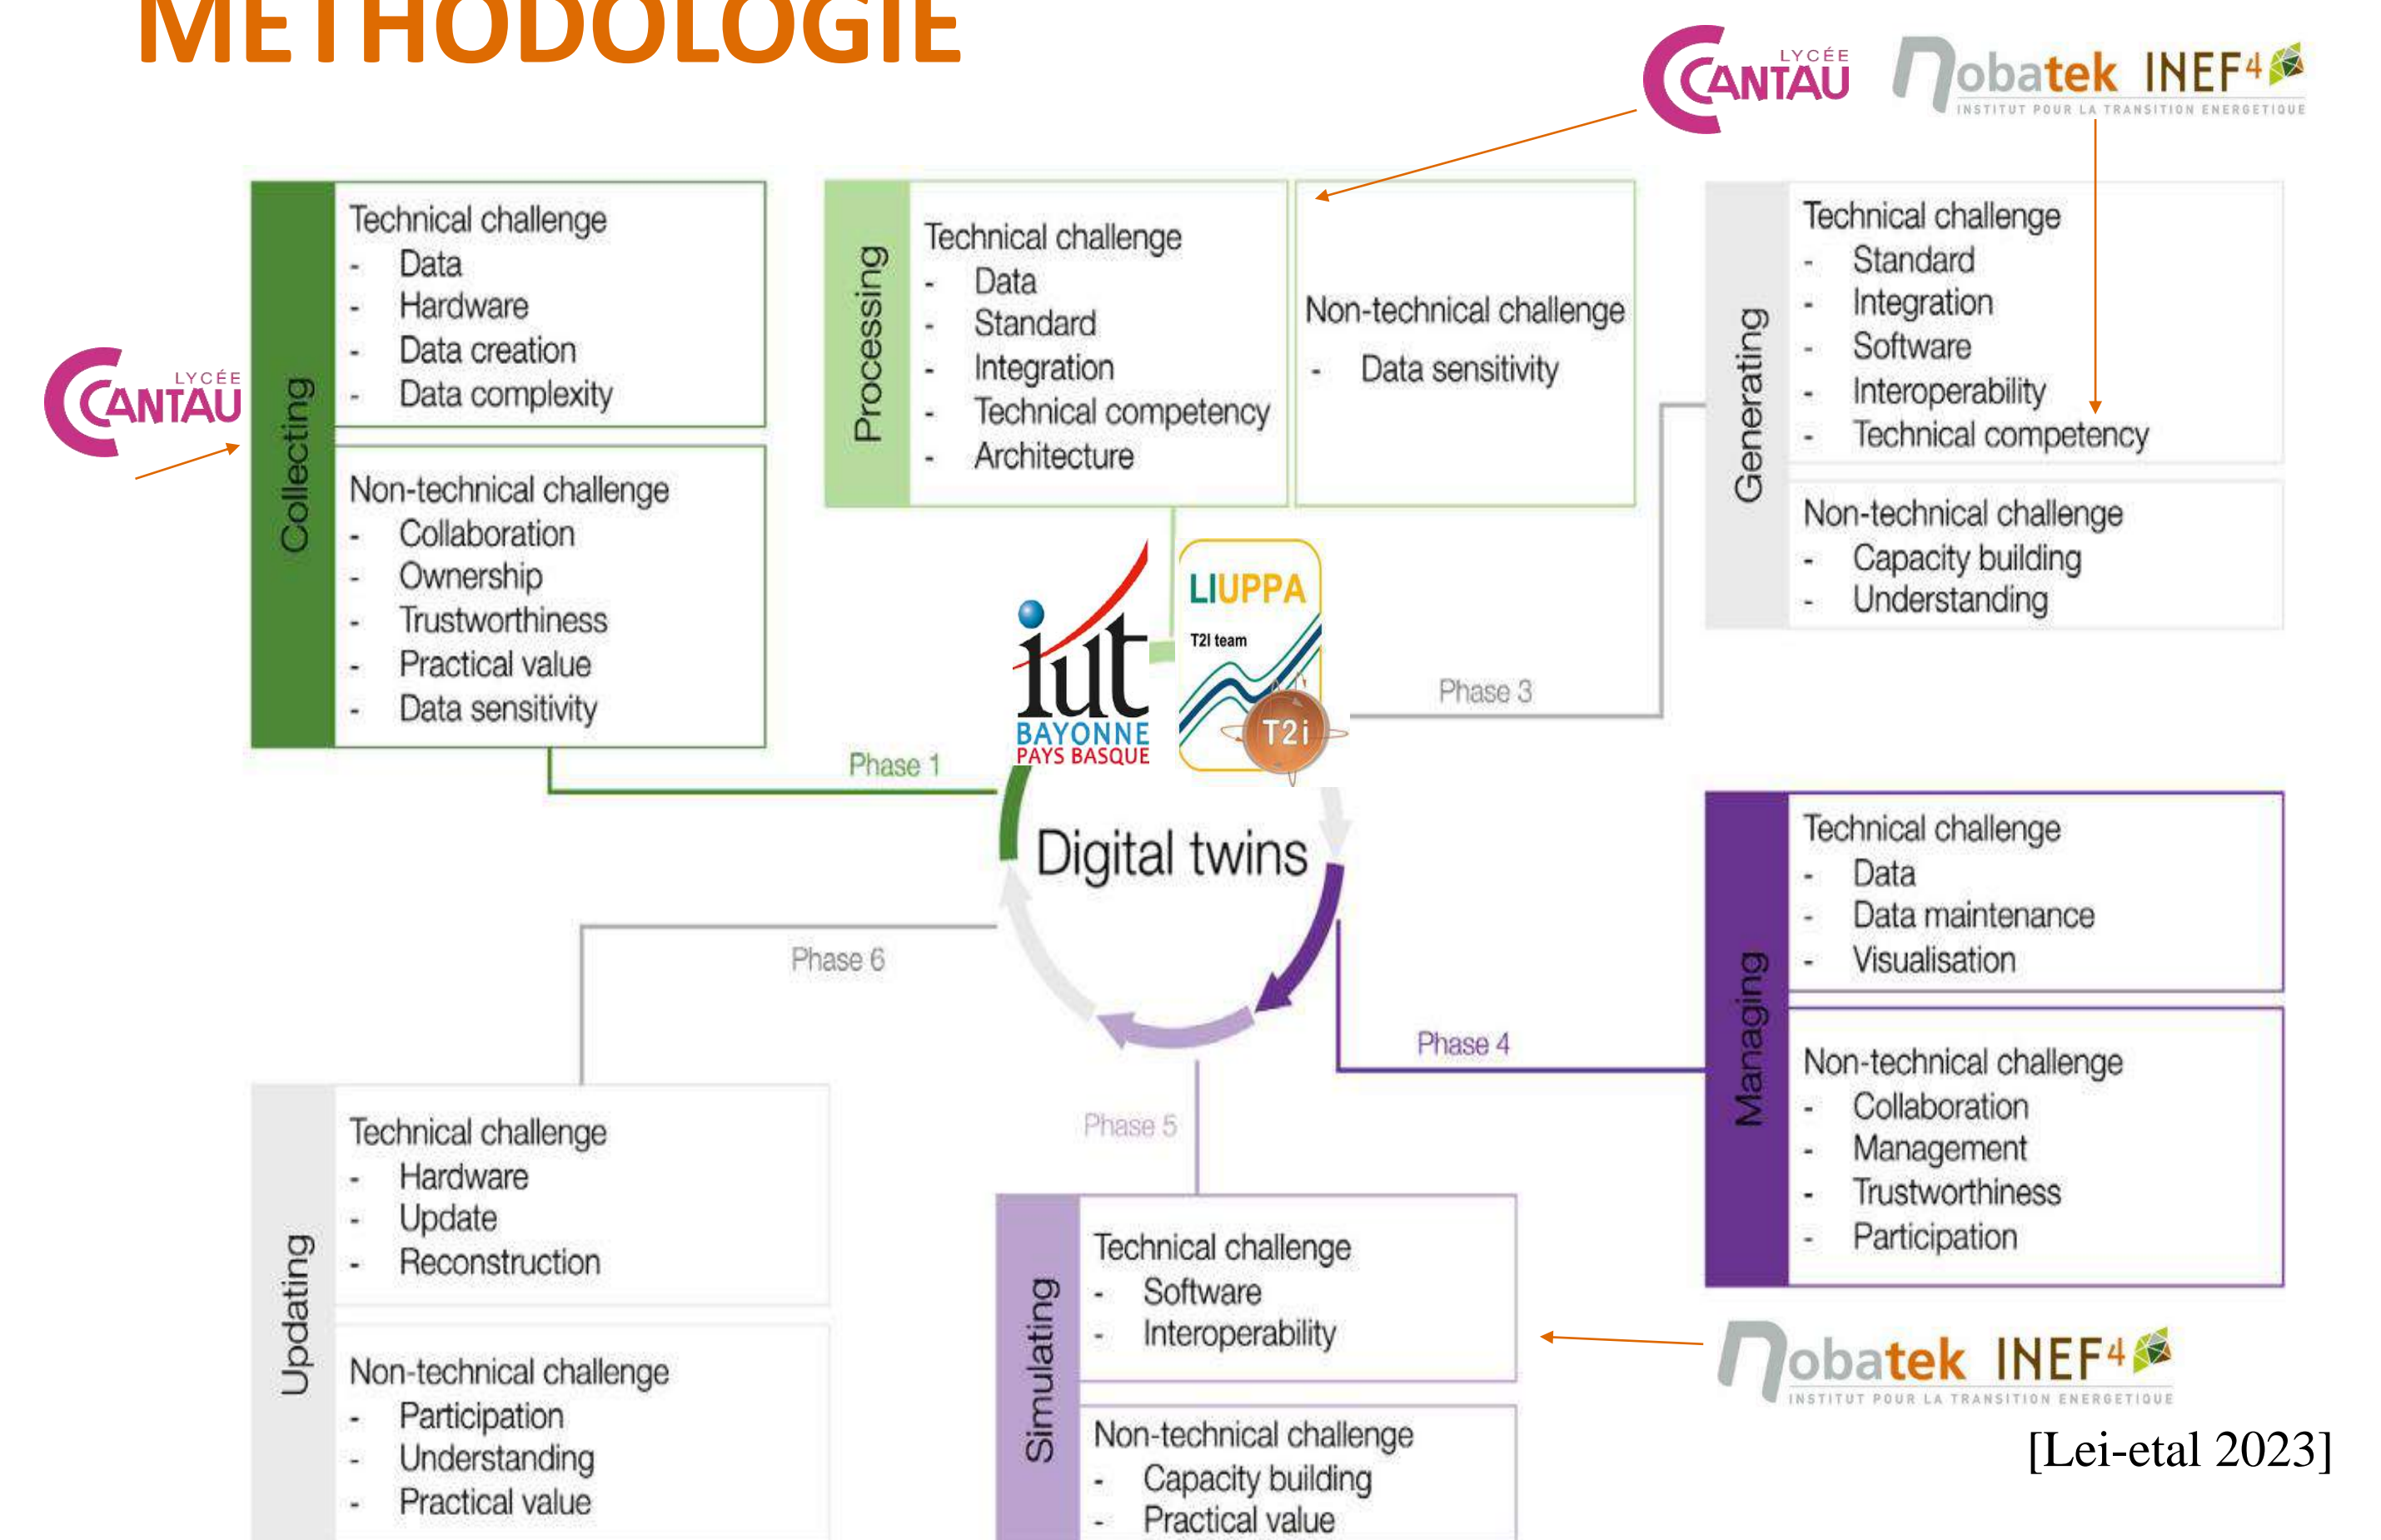 METHODOLOGIE
LYCÉE
CANTAU
nobatek INEF4
INSTITUT POUR LA TRANSITION ENERGETIQUE
Collecting
Technical challenge
- Data
- Hardware
- Data creation
- Data complexity
Non-technical challenge
- Collaboration
- Ownership
- Trustworthiness
- Practical value
- Data sensitivity
LYCÉE
CANTAU
Processing
Technical challenge
- Data
- Standard
- Integration
- Technical competency
- Architecture
Non-technical challenge
- Data sensitivity
Generating
Technical challenge
- Standard
- Integration
- Software
- Interoperability
- Technical competency
Non-technical challenge
- Capacity building
- Understanding
iut
BAYONNE
PAYS BASQUE
LIUPPA
T2I team
T2i
Phase 3
Phase 1
Digital twins
Phase 6
Phase 4
Phase 5
Managing
Technical challenge
- Data
- Data maintenance
- Visualisation
Non-technical challenge
- Collaboration
- Management
- Trustworthiness
- Participation
Updating
Technical challenge
- Hardware
- Update
- Reconstruction
Non-technical challenge
- Participation
- Understanding
- Practical value
Simulating
Technical challenge
- Software
- Interoperability
Non-technical challenge
- Capacity building
- Practical value
nobatek INEF4
INSTITUT POUR LA TRANSITION ENERGETIQUE
[Lei-etal 2023]